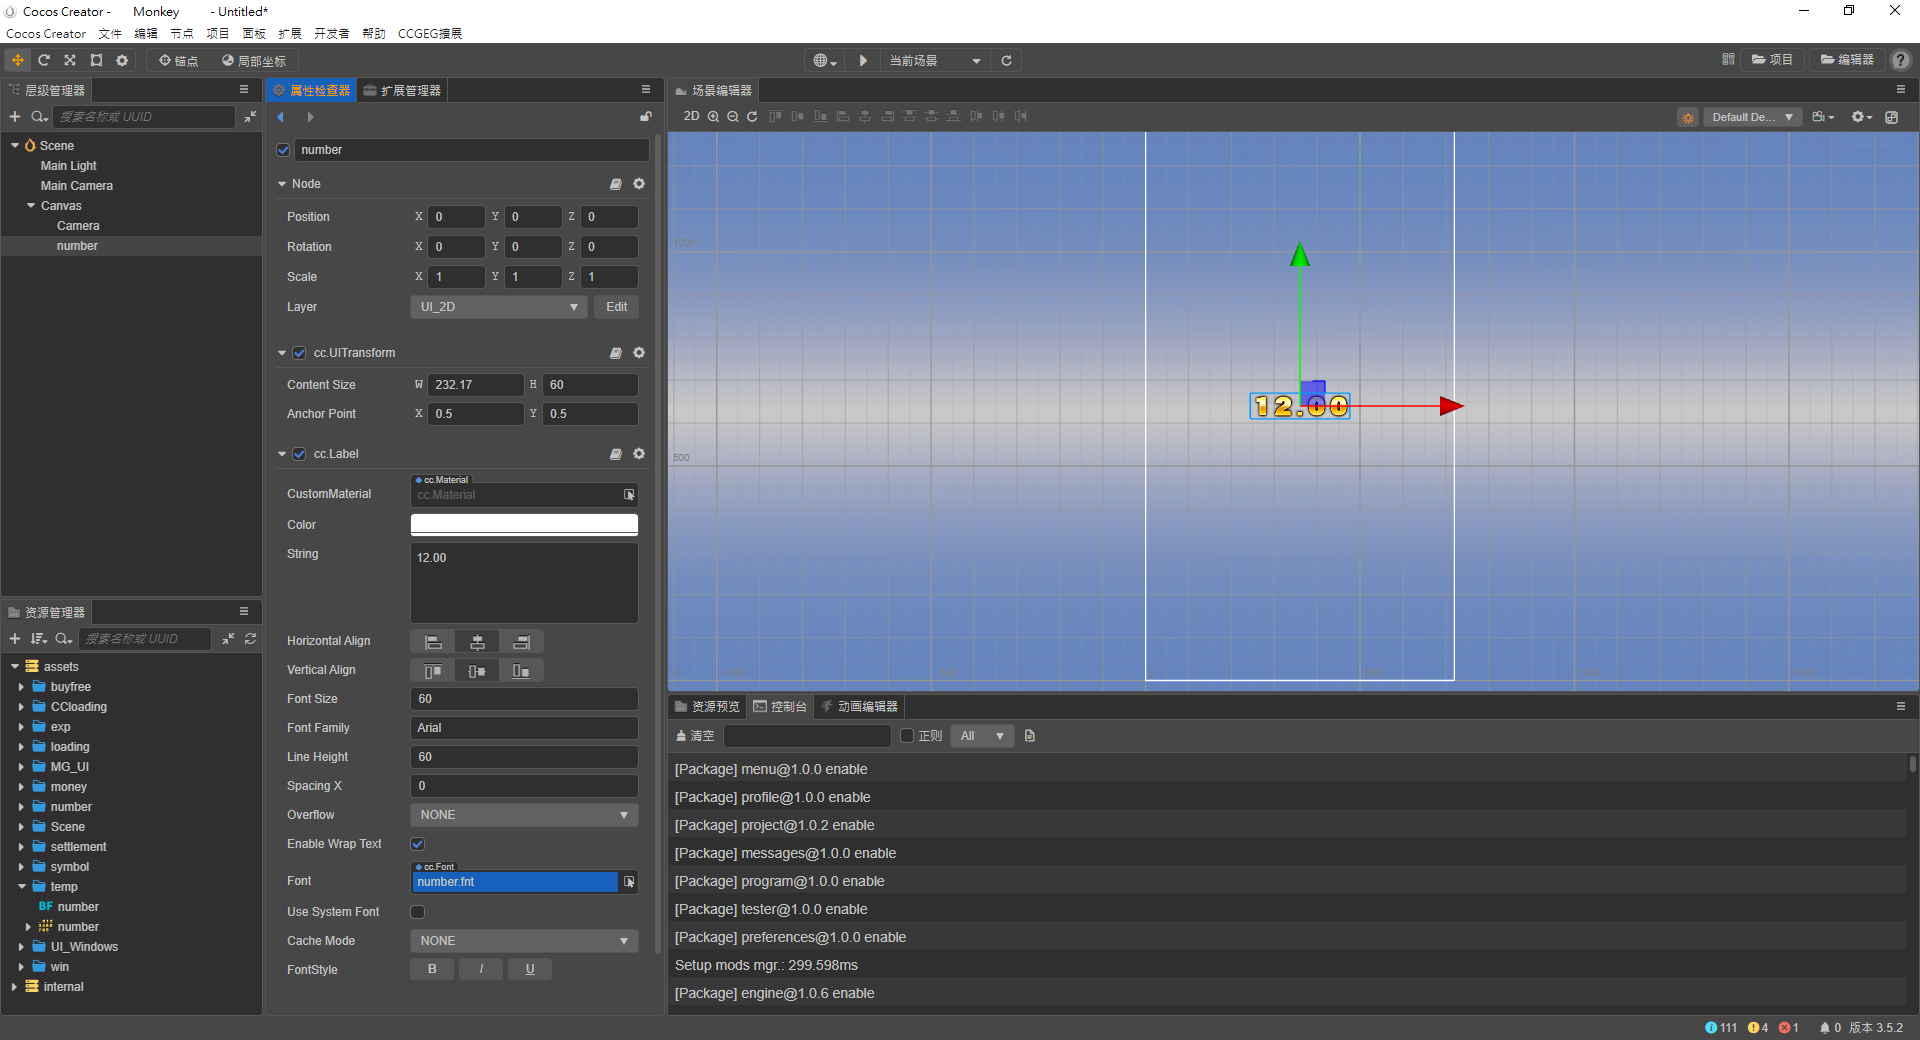 Cocos Creator - Monkey - Untitled*
Cocos Creator 文件 编辑 节点 项目 面板 扩展 开发者 帮助 CCGEG擴展
锚点 局部坐标 当前场景 项目 编辑器 ?
层级管理器
搜索名称或 UUID
Scene
Main Light
Main Camera
Canvas
Camera
number
资源管理器
搜索名称或 UUID
assets
buyfree
CCloading
exp
loading
MG_UI
money
number
Scene
settlement
symbol
temp
BF number
number
UI_Windows
win
internal
属性检查器 扩展管理器
number
Node
Position X 0 Y 0 Z 0
Rotation X 0 Y 0 Z 0
Scale X 1 Y 1 Z 1
Layer UI_2D Edit
cc.UITransform
Content Size W 232.17 H 60
Anchor Point X 0.5 Y 0.5
cc.Label
cc.Material
CustomMaterial cc.Material
Color
String 12.00
Horizontal Align
Vertical Align
Font Size 60
Font Family Arial
Line Height 60
Spacing X 0
Overflow NONE
Enable Wrap Text
cc.Font
Font number.fnt
Use System Font
Cache Mode NONE
FontStyle B I U
场景编辑器
2D Default De...
1000
12.00
500
资源预览 控制台 动画编辑器
清空 正则 All
[Package] menu@1.0.0 enable
[Package] profile@1.0.0 enable
[Package] project@1.0.2 enable
[Package] messages@1.0.0 enable
[Package] program@1.0.0 enable
[Package] tester@1.0.0 enable
[Package] preferences@1.0.0 enable
Setup mods mgr.: 299.598ms
[Package] engine@1.0.6 enable
111 4 1 0 版本 3.5.2